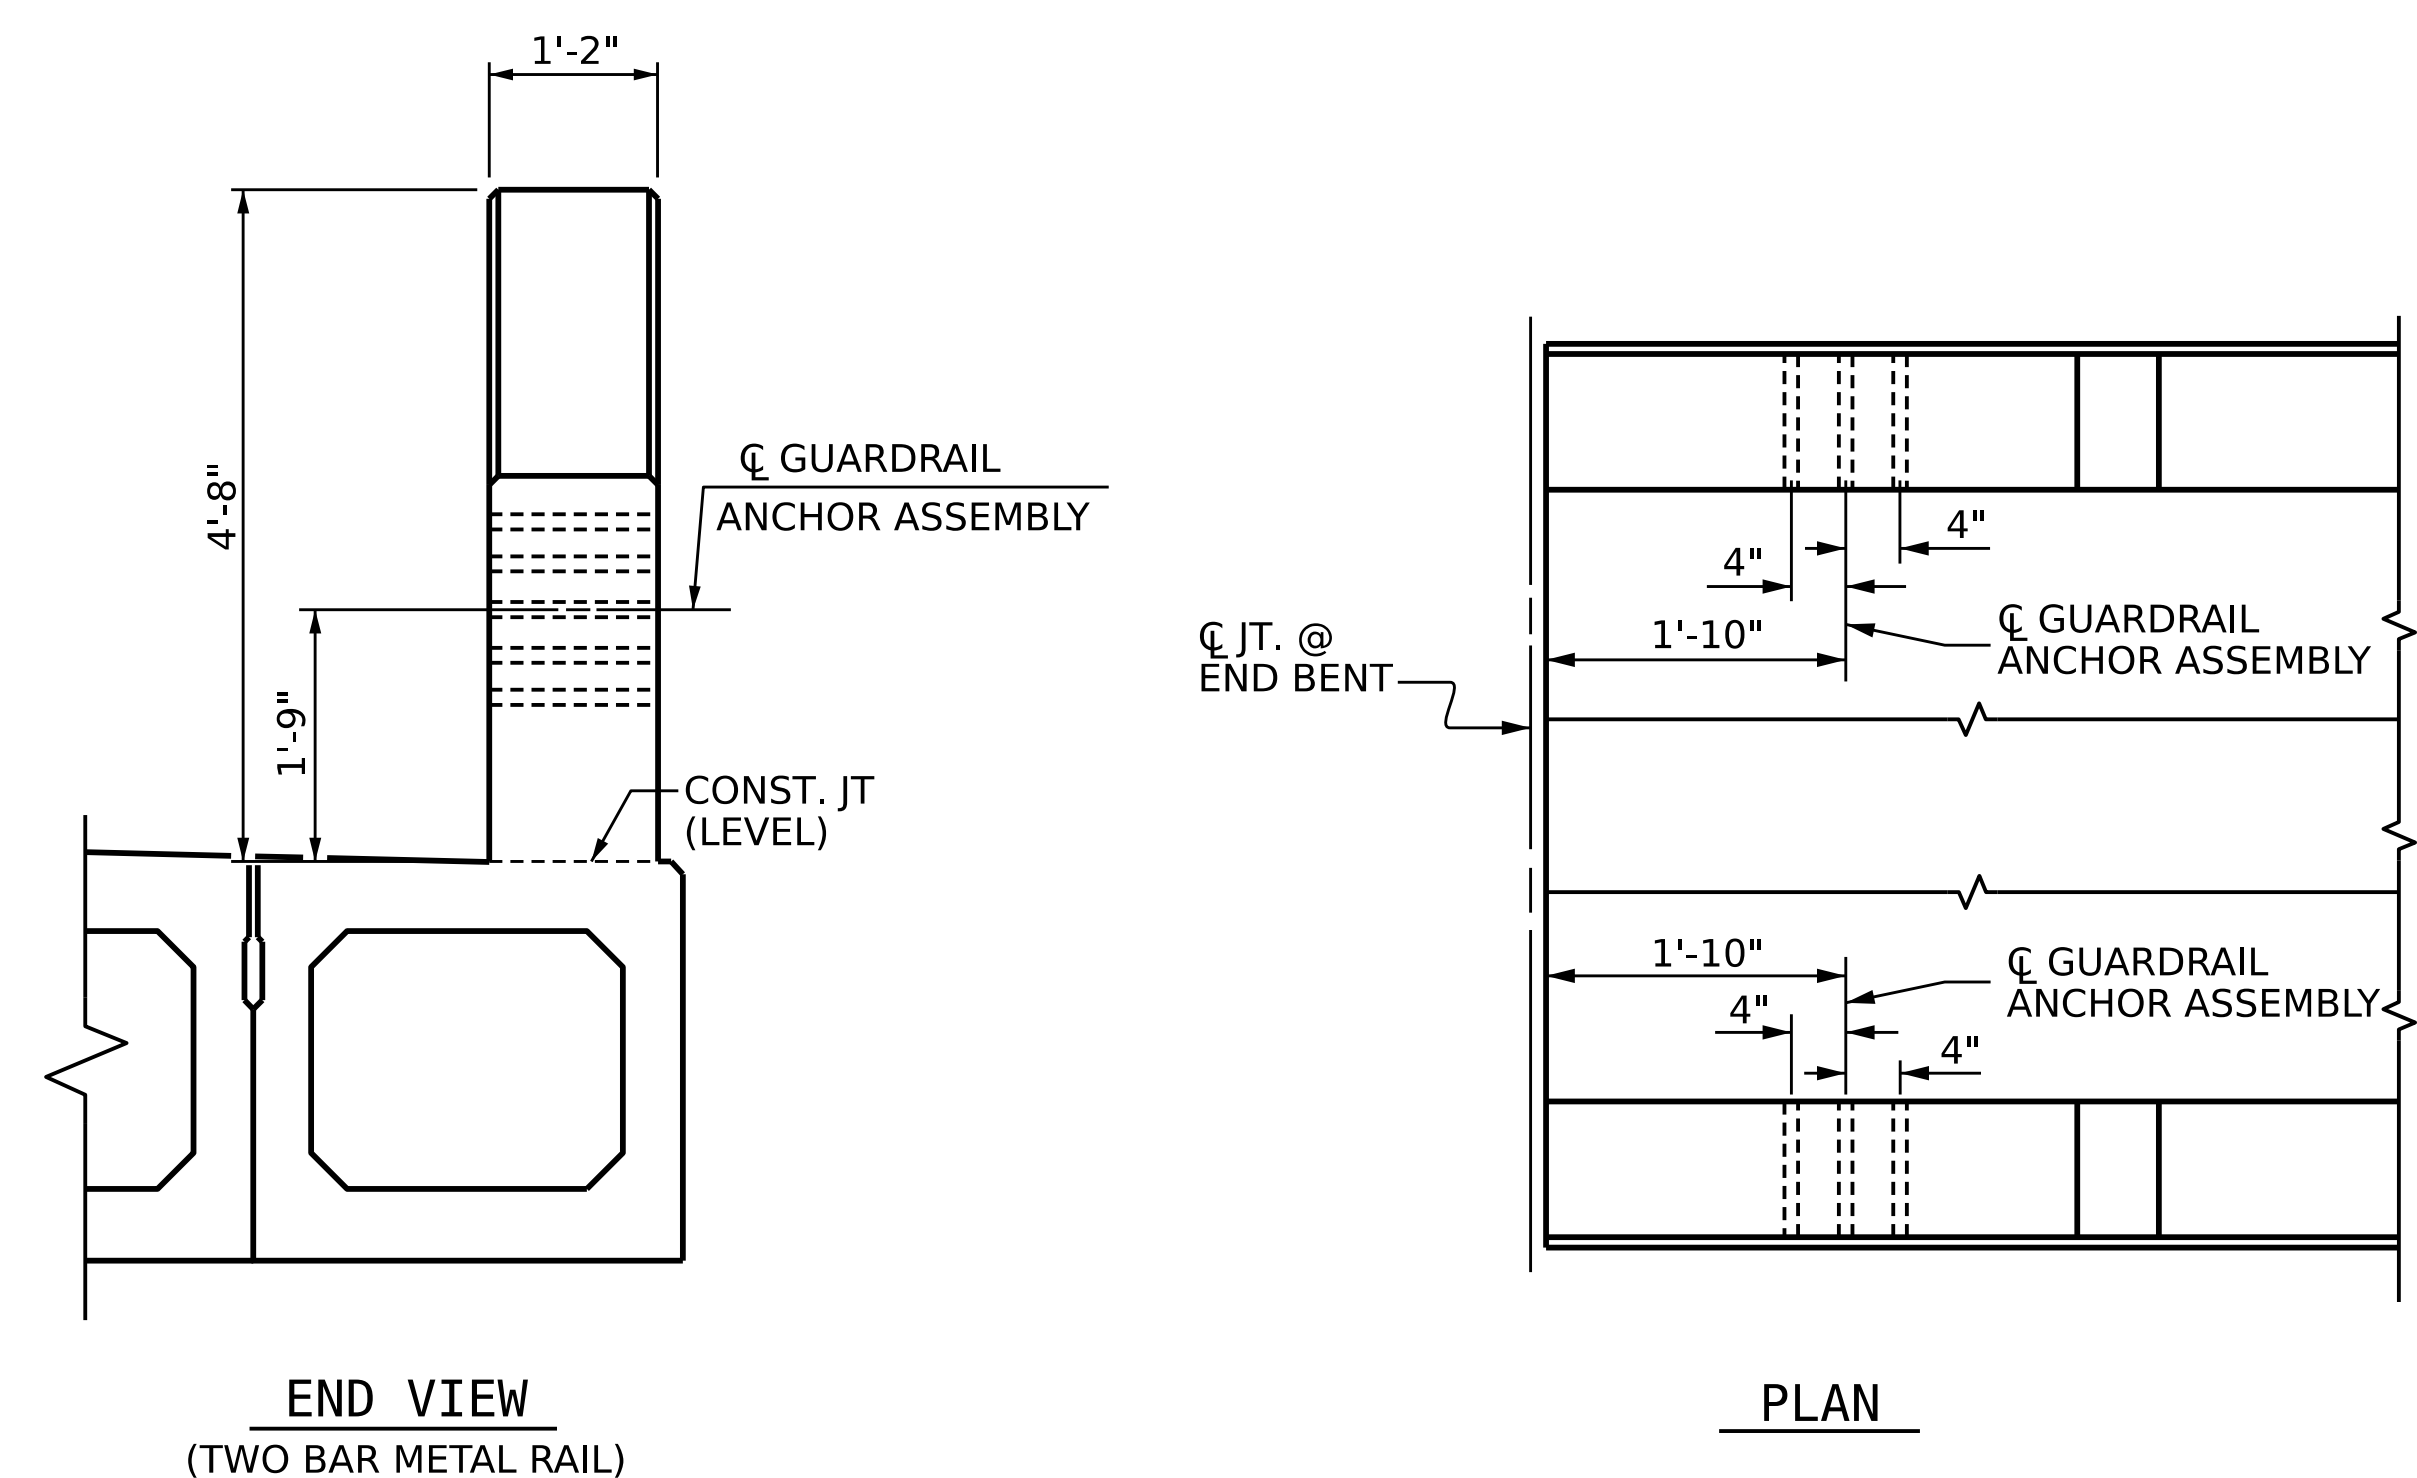 1'-2"
4'-8"
℄ GUARDRAIL
ANCHOR ASSEMBLY
1'-9"
CONST. JT
(LEVEL)
END VIEW
(TWO BAR METAL RAIL)
4"
4"
1'-10"
℄ GUARDRAIL
ANCHOR ASSEMBLY
℄ JT. @
END BENT
1'-10"
℄ GUARDRAIL
ANCHOR ASSEMBLY
4"
4"
PLAN